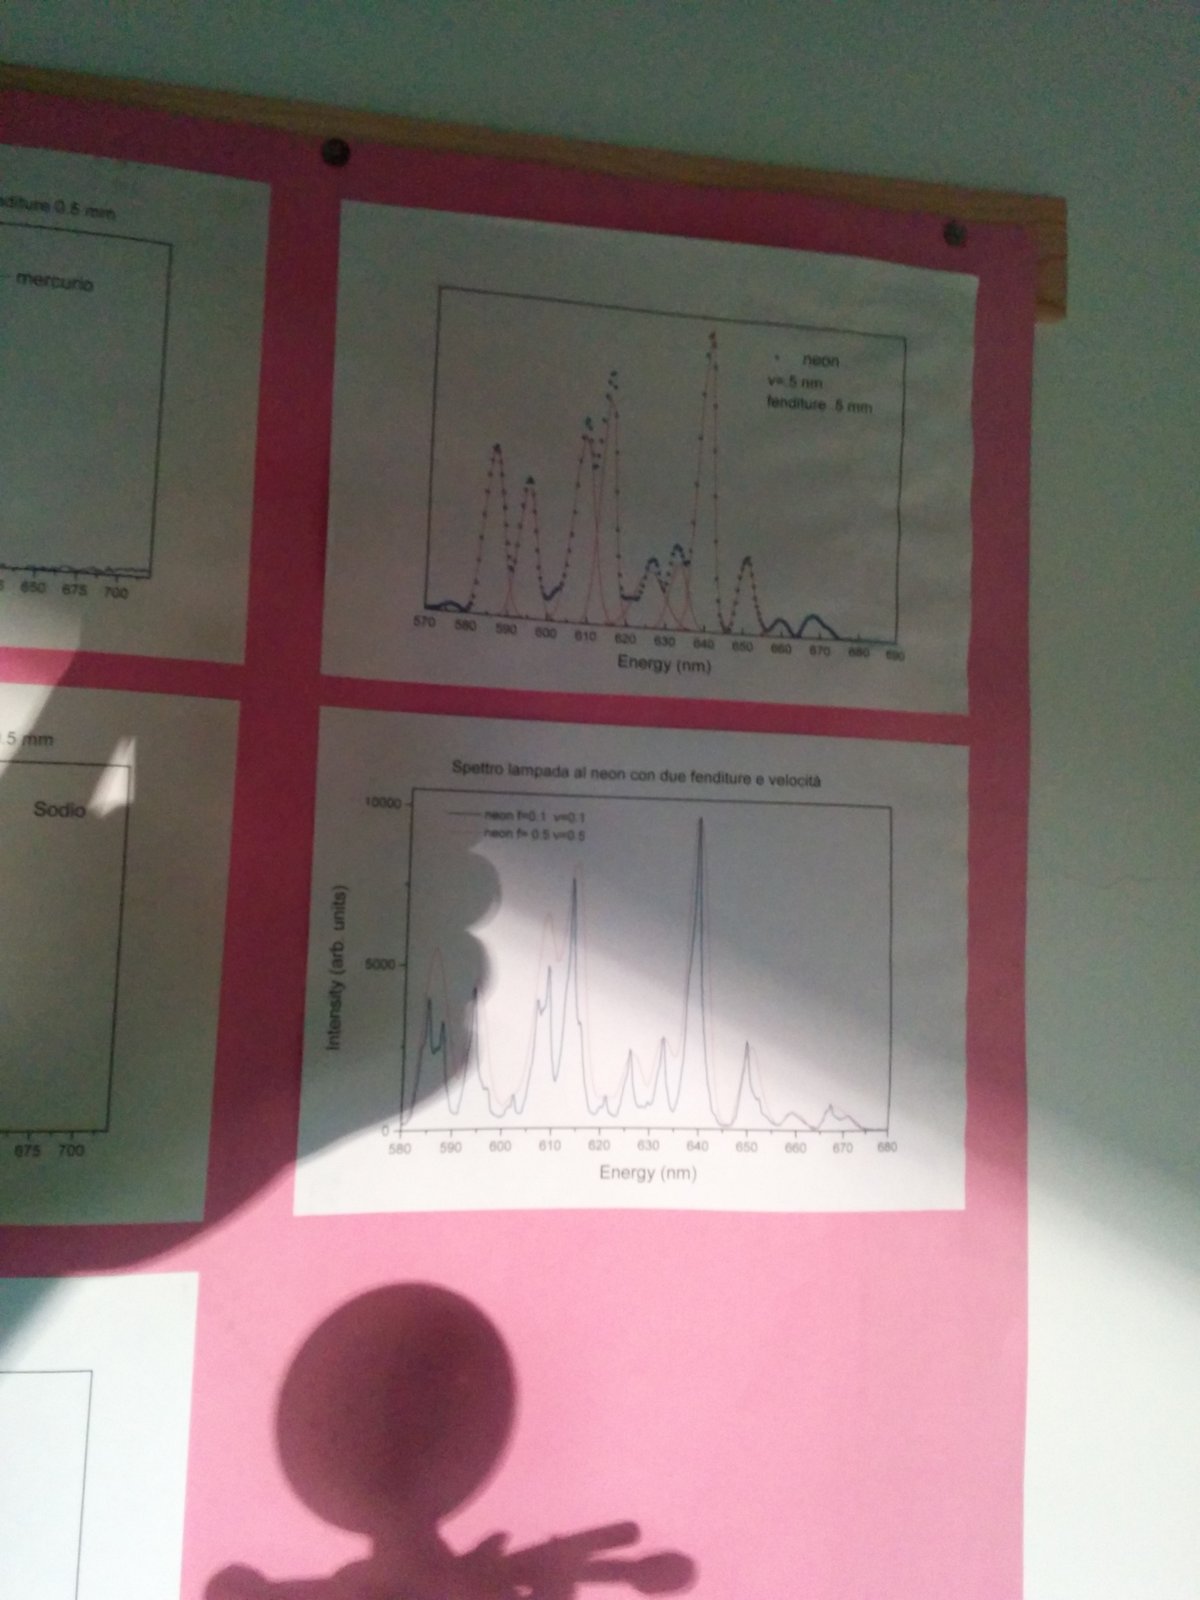 0.5 mm
mercurio
650 675 700
neon
v=.5 nm
fenditure .5 mm
570 580 590 600 610 620 630 640 650 660 670 680 690
Energy (nm)
.5 mm
Sodio
675 700
Spettro lampada al neon con due fenditure e velocità
10000
neon f=0.1 v=0.1
neon f= 0.5 v=0.5
Intensity (arb. units)
5000
0
580 590 600 610 620 630 640 650 660 670 680
Energy (nm)